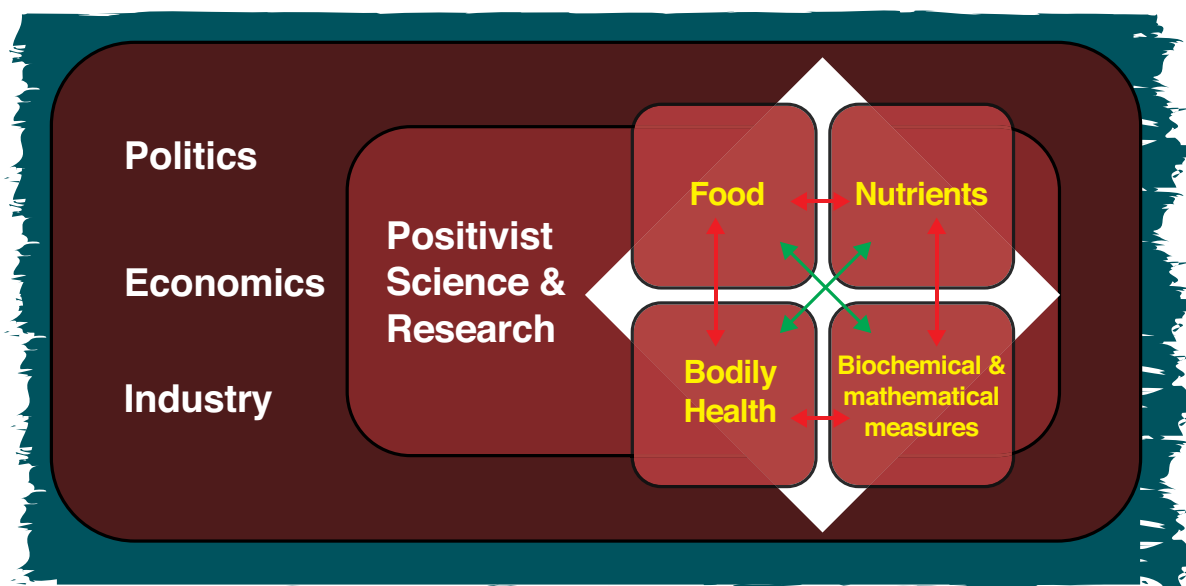 Politics
Economics
Industry
Positivist
Science &
Research
Food
Nutrients
Bodily
Health
Biochemical &
mathematical
measures